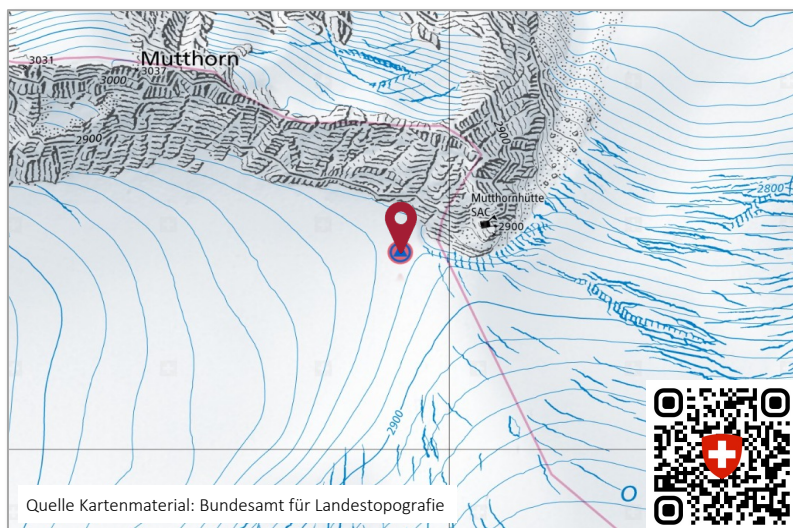 Mutthorn
3031
3037
3000
2900
2900
Mutthornhütte
SAC
2900
2800
2900
O
Quelle Kartenmaterial: Bundesamt für Landestopografie